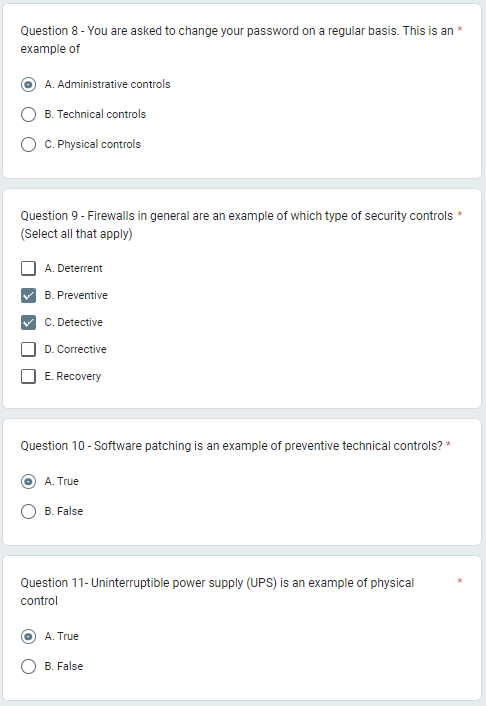 Question 8 - You are asked to change your password on a regular basis. This is an *
example of
A. Administrative controls
B. Technical controls
C. Physical controls
Question 9 - Firewalls in general are an example of which type of security controls *
(Select all that apply)
A. Deterrent
B. Preventive
C. Detective
D. Corrective
E. Recovery
Question 10 - Software patching is an example of preventive technical controls? *
A. True
B. False
Question 11- Uninterruptible power supply (UPS) is an example of physical *
control
A. True
B. False